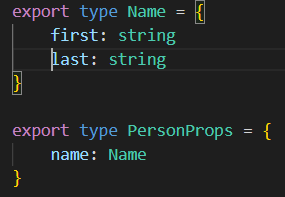 export type Name = {
    first: string
    last: string
}

export type PersonProps = {
    name: Name
}